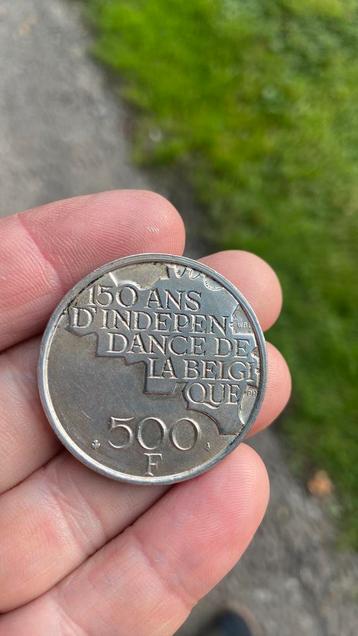 150 ANS
D'INDEPEN-
DANCE DE
LA BELGI
QUE
500
F